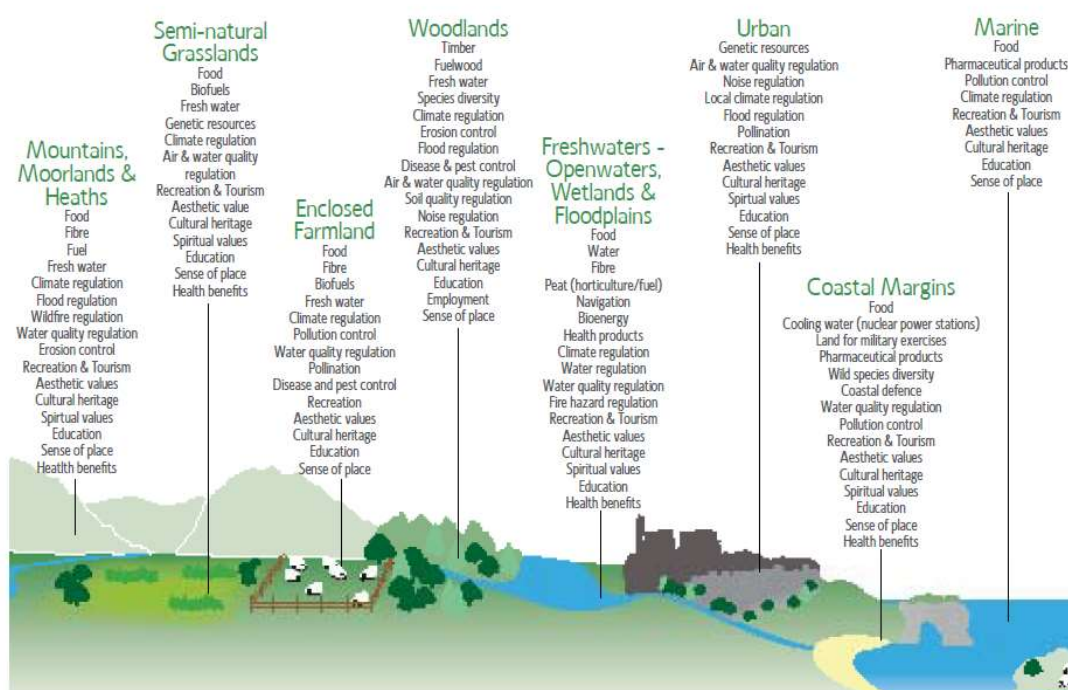 Mountains,
Moorlands &
Heaths
Food
Fibre
Fuel
Fresh water
Climate regulation
Flood regulation
Wildfire regulation
Water quality regulation
Erosion control
Recreation & Tourism
Aesthetic values
Cultural heritage
Spirtual values
Education
Sense of place
Heatlth benefits
Semi-natural
Grasslands
Food
Biofuels
Fresh water
Genetic resources
Climate regulation
Air & water quality
regulation
Recreation & Tourism
Aesthetic value
Cultural heritage
Spiritual values
Education
Sense of place
Health benefits
Enclosed
Farmland
Food
Fibre
Biofuels
Fresh water
Climate regulation
Pollution control
Water quality regulation
Pollination
Disease and pest control
Recreation
Aesthetic values
Cultural heritage
Education
Sense of place
Woodlands
Timber
Fuelwood
Fresh water
Species diversity
Climate regulation
Erosion control
Flood regulation
Disease & pest control
Air & water quality regulation
Soil quality regulation
Noise regulation
Recreation & Tourism
Aesthetic values
Cultural heritage
Education
Employment
Sense of place
Freshwaters -
Openwaters,
Wetlands &
Floodplains
Food
Water
Fibre
Peat (horticulture/fuel)
Navigation
Bioenergy
Health products
Climate regulation
Water regulation
Water quality regulation
Fire hazard regulation
Recreation & Tourism
Aesthetic values
Cultural heritage
Spiritual values
Education
Health benefits
Urban
Genetic resources
Air & water quality regulation
Noise regulation
Local climate regulation
Flood regulation
Pollination
Recreation & Tourism
Aesthetic values
Cultural heritage
Spirtual values
Education
Sense of place
Health benefits
Coastal Margins
Food
Cooling water (nuclear power stations)
Land for military exercises
Pharmaceutical products
Wild species diversity
Coastal defence
Water quality regulation
Pollution control
Recreation & Tourism
Aesthetic values
Cultural heritage
Spiritual values
Education
Sense of place
Health benefits
Marine
Food
Pharmaceutical products
Pollution control
Climate regulation
Recreation & Tourism
Aesthetic values
Cultural heritage
Education
Sense of place